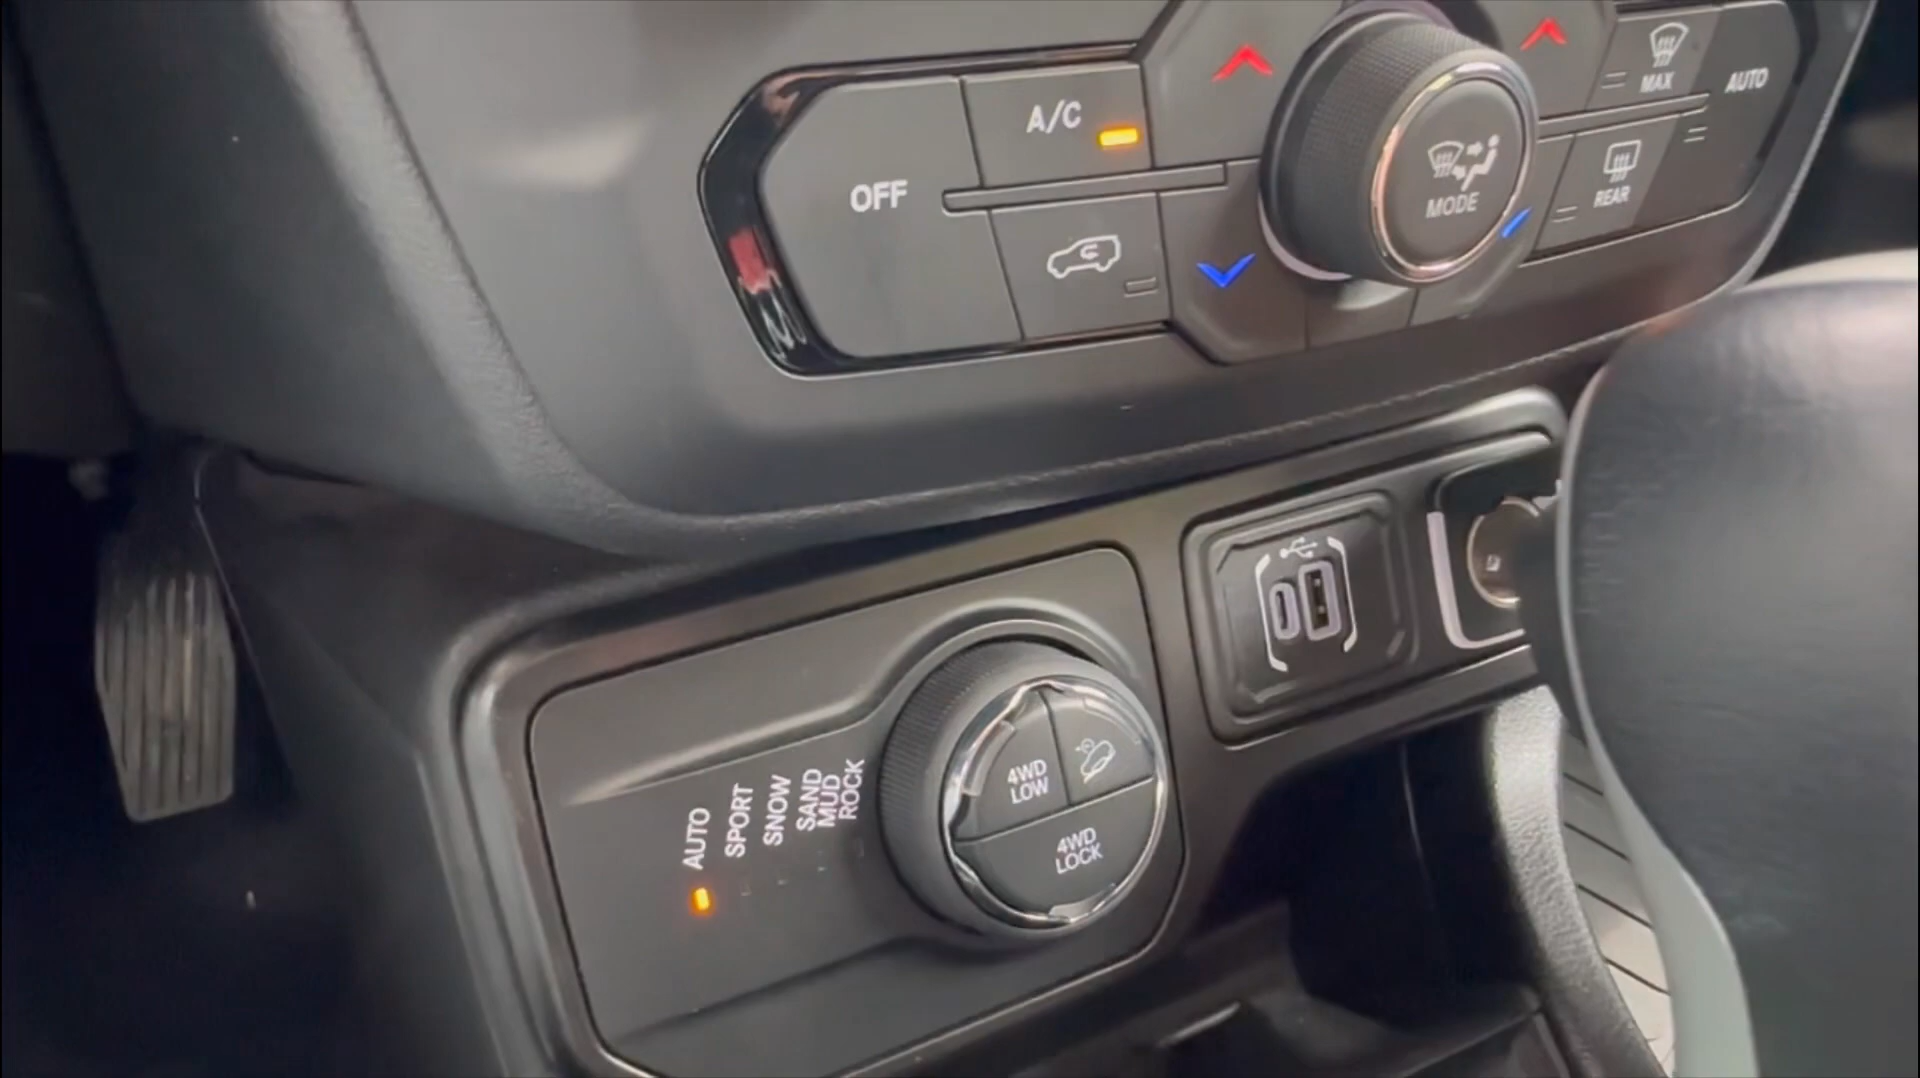 OFF
A/C
MODE
MAX
AUTO
REAR
AUTO
SPORT
SNOW
SAND
MUD
ROCK
4WD
LOW
4WD
LOCK